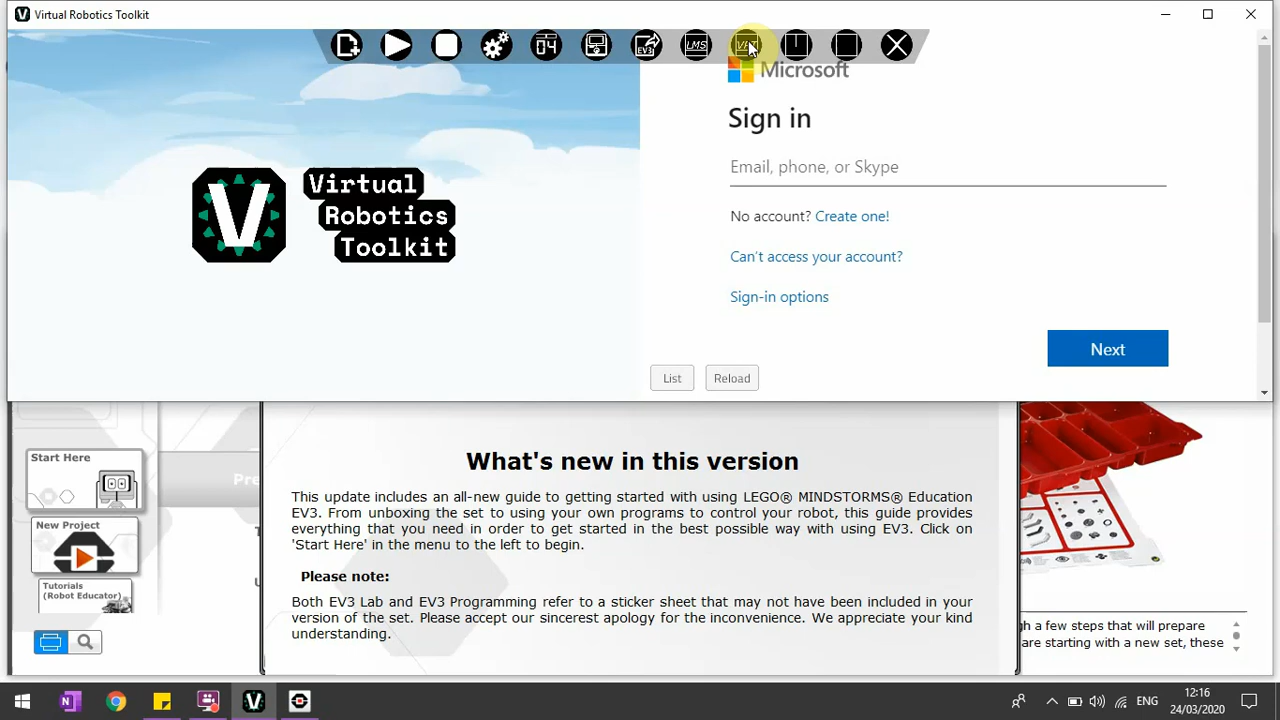 Virtual Robotics Toolkit
04
EV3
LMS
VRT
Microsoft
Sign in
Email, phone, or Skype
No account? Create one!
Can't access your account?
Sign-in options
Next
List
Reload
Virtual
Robotics
Toolkit
Start Here
New Project
Tutorials
(Robot Educator)
Pre
What's new in this version
This update includes an all-new guide to getting started with using LEGO® MINDSTORMS® Education
EV3. From unboxing the set to using your own programs to control your robot, this guide provides
everything that you need in order to get started in the best possible way with using EV3. Click on
'Start Here' in the menu to the left to begin.
Please note:
Both EV3 Lab and EV3 Programming refer to a sticker sheet that may not have been included in your
version of the set. Please accept our sincerest apology for the inconvenience. We appreciate your kind
understanding.
gh a few steps that will prepare
are starting with a new set, these
ENG
12:16
24/03/2020